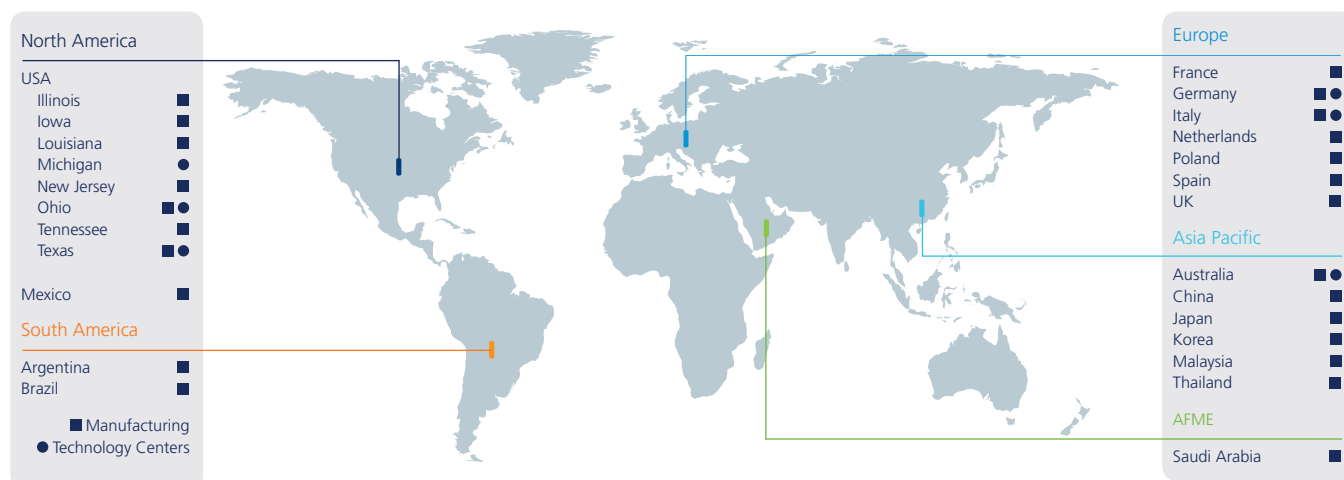 North America
USA
Illinois
Iowa
Louisiana
Michigan
New Jersey
Ohio
Tennessee
Texas
Mexico
South America
Argentina
Brazil
Manufacturing
Technology Centers
Europe
France
Germany
Italy
Netherlands
Poland
Spain
UK
Asia Pacific
Australia
China
Japan
Korea
Malaysia
Thailand
AFME
Saudi Arabia